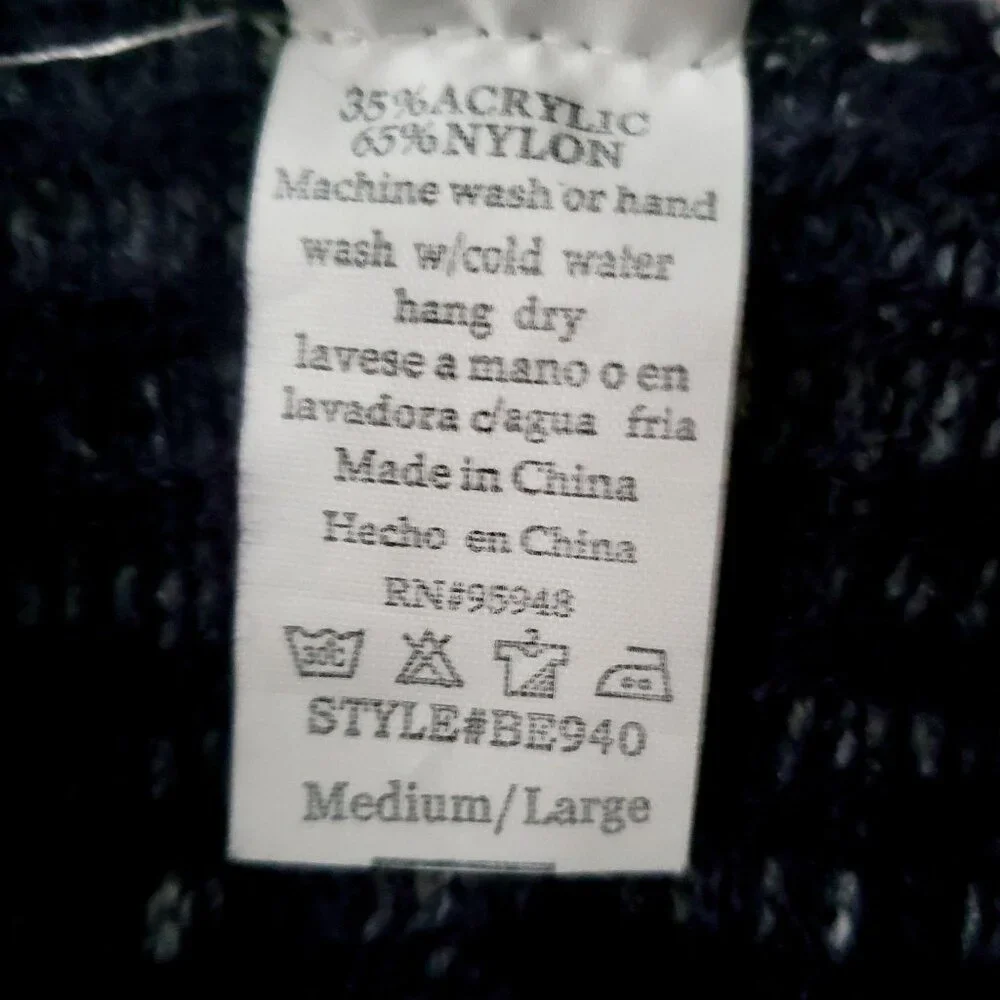 35%ACRYLIC
65%NYLON
Machine wash or hand
wash w/cold water
hang dry
lavese a mano o en
lavadora c/agua fria
Made in China
Hecho en China
RN#95948
30C
STYLE#BE940
Medium/Large